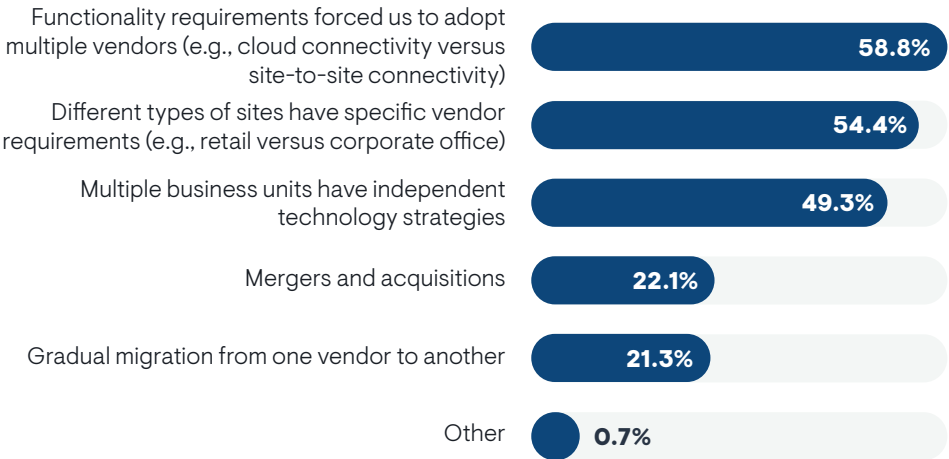 Functionality requirements forced us to adopt
multiple vendors (e.g., cloud connectivity versus
site-to-site connectivity)
58.8%
Different types of sites have specific vendor
requirements (e.g., retail versus corporate office)
54.4%
Multiple business units have independent
technology strategies
49.3%
Mergers and acquisitions
22.1%
Gradual migration from one vendor to another
21.3%
Other
0.7%